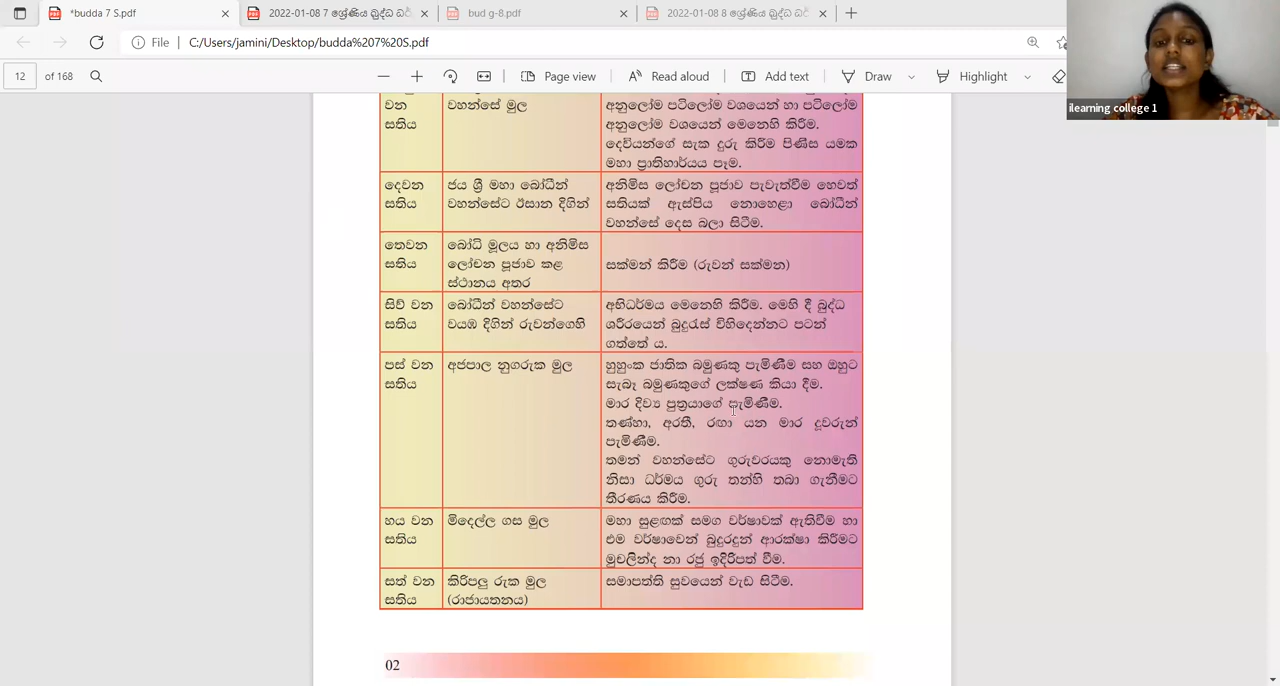 *budda 7 S.pdf
2022-01-08 7 ශ්‍රේණිය බුද්ධ ධර්
bud g-8.pdf
2022-01-08 8 ශ්‍රේණිය බුද්ධ ධර්
File C:/Users/jamini/Desktop/budda%207%20S.pdf
12 of 168
Page view
Read aloud
Add text
Draw
Highlight
ilearning college 1
වන
සතිය
වහන්සේ මුල
අනුලෝම පටිලෝම වශයෙන් හා පටිලෝම
අනුලෝම වශයෙන් මෙනෙහි කිරීම.
දෙවියන්ගේ සැක දුරු කිරීම පිණිස යමක
මහා ප්‍රාතිහාර්යය පෑම.
දෙවන
සතිය
ජය ශ්‍රී මහා බෝධීන්
වහන්සේට ඊසාන දිගින්
අනිමිස ලෝචන පූජාව පැවැත්වීම හෙවත්
සතියක් ඇස්පිය නොහෙළා බෝධීන්
වහන්සේ දෙස බලා සිටීම.
තෙවන
සතිය
බෝධි මූලය හා අනිමිස
ලෝචන පූජාව කළ
ස්ථානය අතර
සක්මන් කිරීම (රුවන් සක්මන)
සිව් වන
සතිය
බෝධීන් වහන්සේට
වයඹ දිගින් රුවන්ගෙහි
අභිධර්මය මෙනෙහි කිරීම. මෙහි දී බුද්ධ
ශරීරයෙන් බුදුරැස් විහිදෙන්නට පටන්
ගත්තේ ය.
පස් වන
සතිය
අජපාල නුගරුක මුල
හුහුංක ජාතික බමුණකු පැමිණීම සහ ඔහුට
සැබෑ බමුණකුගේ ලක්ෂණ කියා දීම.
මාර දිව්‍ය පුත්‍රයාගේ පැමිණීම.
තණ්හා, අරතී, රඟා යන මාර දූවරුන්
පැමිණීම.
තමන් වහන්සේට ගුරුවරයකු නොමැති
නිසා ධර්මය ගුරු තන්හි තබා ගැනීමට
තීරණය කිරීම.
හය වන
සතිය
මිදෙල්ල ගස මුල
මහා සුළඟක් සමග වර්ෂාවක් ඇතිවීම හා
එම වර්ෂාවෙන් බුදුරදුන් ආරක්ෂා කිරීමට
මුචලින්ද නා රජු ඉදිරිපත් වීම.
සත් වන
සතිය
කිරිපලු රුක මුල
(රාජායතනය)
සමාපත්ති සුවයෙන් වැඩ සිටීම.
02